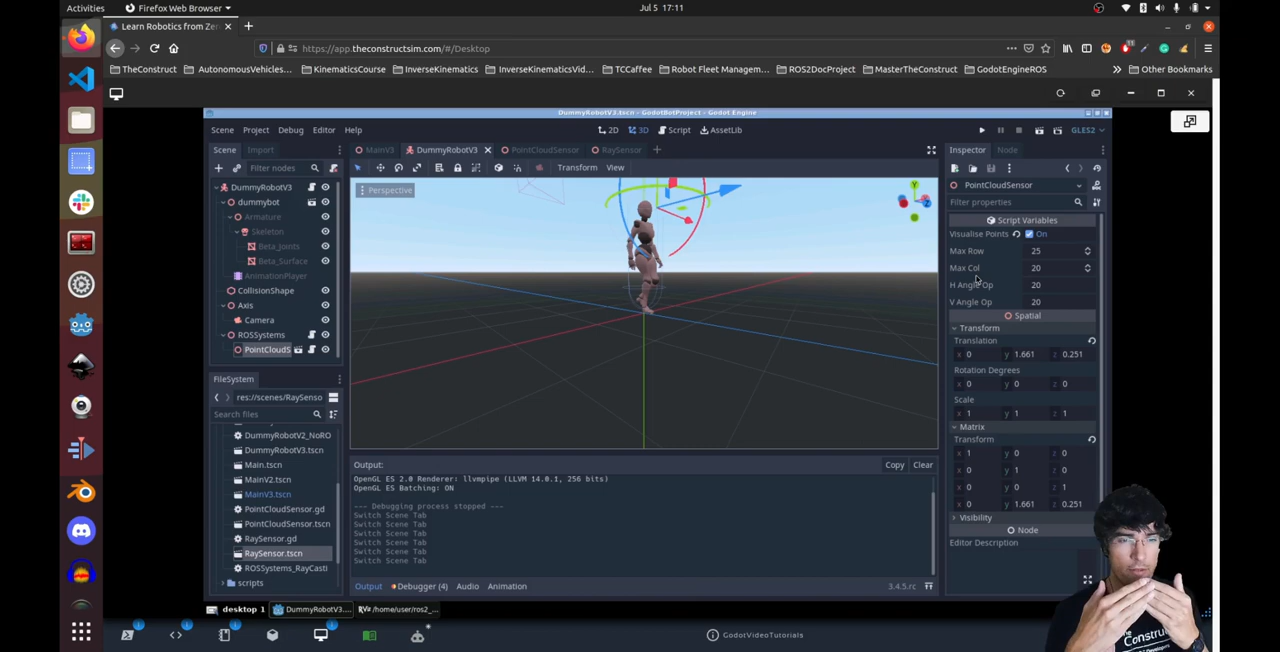 Activities
Firefox Web Browser
Jul 5 17:11
Learn Robotics from Zer
https://app.theconstructsim.com/#/Desktop
11
TheConstruct
AutonomousVehicles…
KinematicsCourse
InverseKinematics
InverseKinematicsVid…
TCCaffee
Robot Fleet Managem…
ROS2DocProject
MasterTheConstruct
GodotEngineROS
Other Bookmarks
DummyRobotV3.tscn - GodotBotProject - Godot Engine
Scene Project Debug Editor Help
2D 3D Script AssetLib
GLES2
Scene Import
MainV3 DummyRobotV3 PointCloudSensor RaySensor
Inspector Node
Filter nodes
Transform View
DummyRobotV3
dummybot
Armature
Skeleton
Beta_Joints
Beta_Surface
AnimationPlayer
CollisionShape
Axis
Camera
ROSSystems
PointCloudS
Perspective
Y
Z
PointCloudSensor
Filter properties
Script Variables
Visualise Points On
Max Row 25
Max Col 20
H Angle Op 20
V Angle Op 20
Spatial
Transform
Translation
x 0 y 1.661 z 0.251
Rotation Degrees
x 0 y 0 z 0
Scale
x 1 y 1 z 1
Matrix
Transform
x 1 y 0 z 0
x 0 y 1 z 0
x 0 y 0 z 1
x 0 y 1.661 z 0.251
Visibility
Node
Editor Description
FileSystem
res://scenes/RaySenso
Search files
DummyRobotV2_NoRO
DummyRobotV3.tscn
Main.tscn
MainV2.tscn
MainV3.tscn
PointCloudSensor.gd
PointCloudSensor.tscn
RaySensor.gd
RaySensor.tscn
ROSSystems_RayCasti
scripts
Output:
Copy Clear
OpenGL ES 2.0 Renderer: llvmpipe (LLVM 14.0.1, 256 bits)
OpenGL ES Batching: ON
--- Debugging process stopped ---
Switch Scene Tab
Switch Scene Tab
Switch Scene Tab
Switch Scene Tab
Switch Scene Tab
Switch Scene Tab
Output Debugger (4) Audio Animation
3.4.5.rc
desktop 1
DummyRobotV3....
/home/user/ros2_...
GodotVideoTutorials
The
Construct